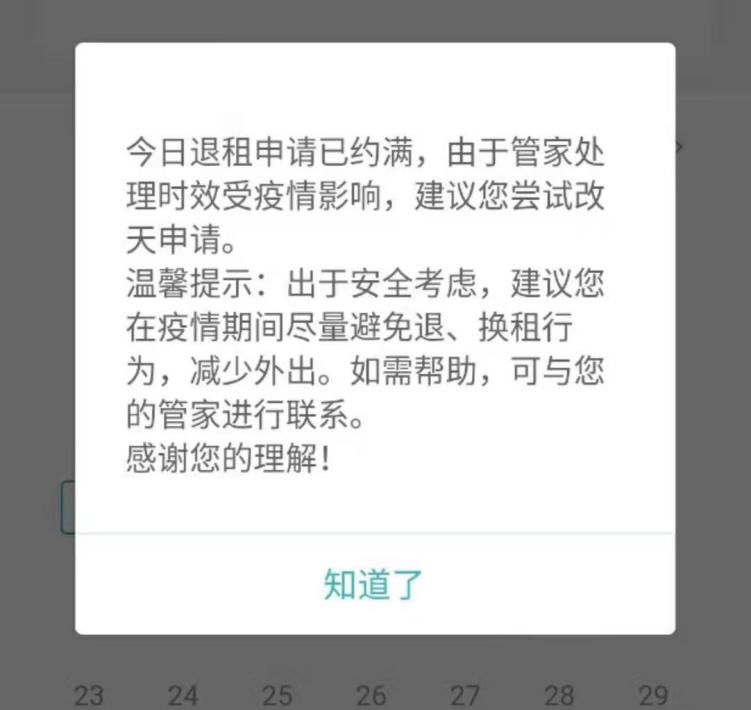 今日退租申请已约满，由于管家处
理时效受疫情影响，建议您尝试改
天申请。
温馨提示：出于安全考虑，建议您
在疫情期间尽量避免退、换租行
为，减少外出。如需帮助，可与您
的管家进行联系。
感谢您的理解！
知道了
23 24 25 26 27 28 29